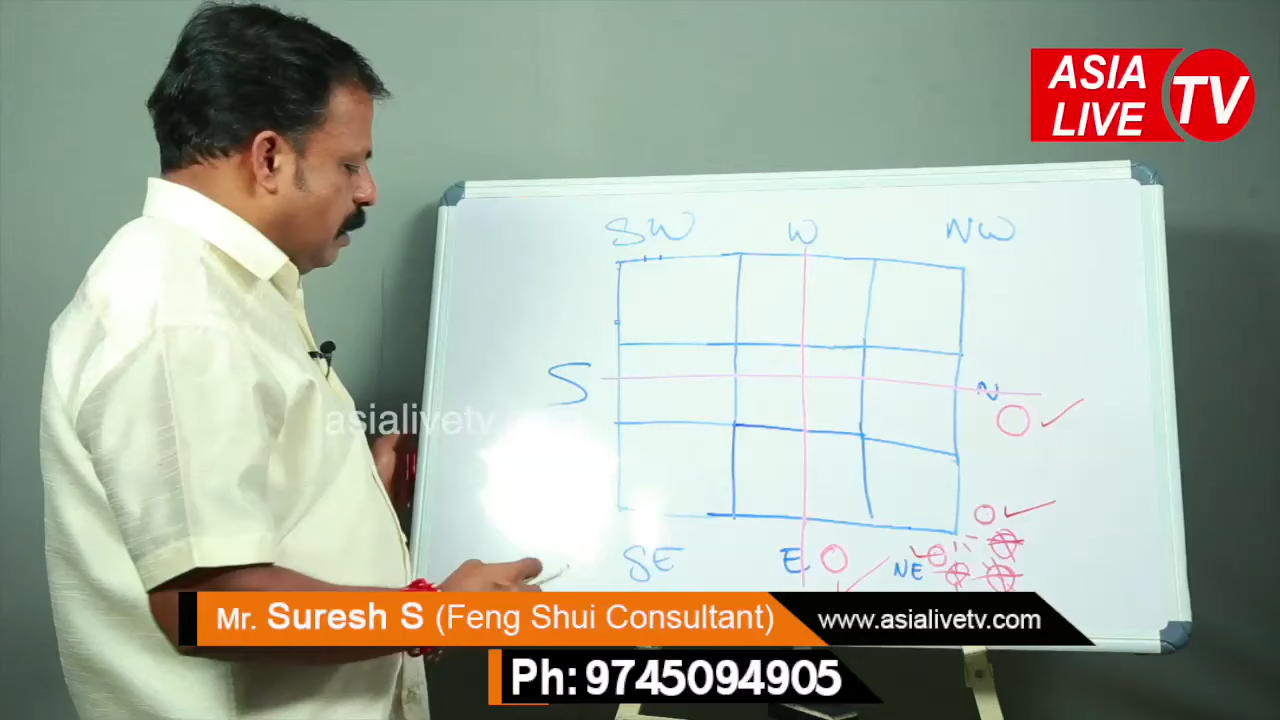 ASIA
LIVE TV
SW W NW
S N
asialivetv
SE E NE
Mr. Suresh S (Feng Shui Consultant) www.asialivetv.com
Ph: 9745094905